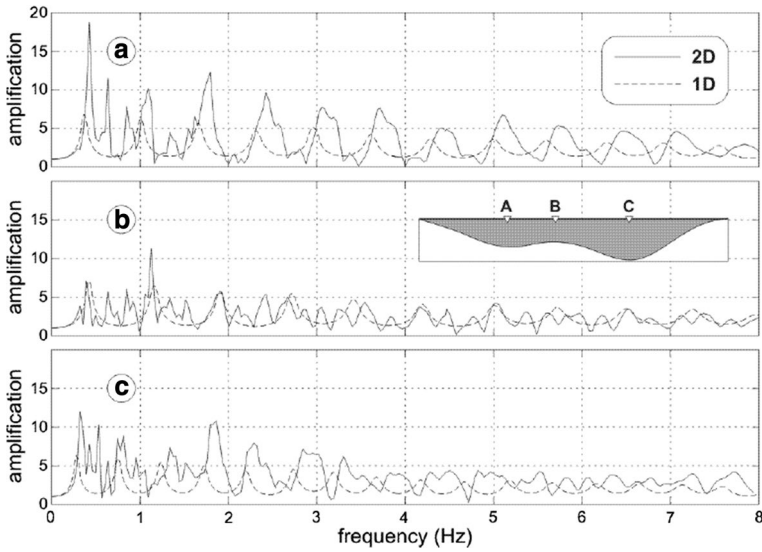 20
15
10
5
0
amplification
a
2D
1D
15
10
5
0
amplification
b
A B C
15
10
5
0
amplification
c
0 1 2 3 4 5 6 7 8
frequency (Hz)